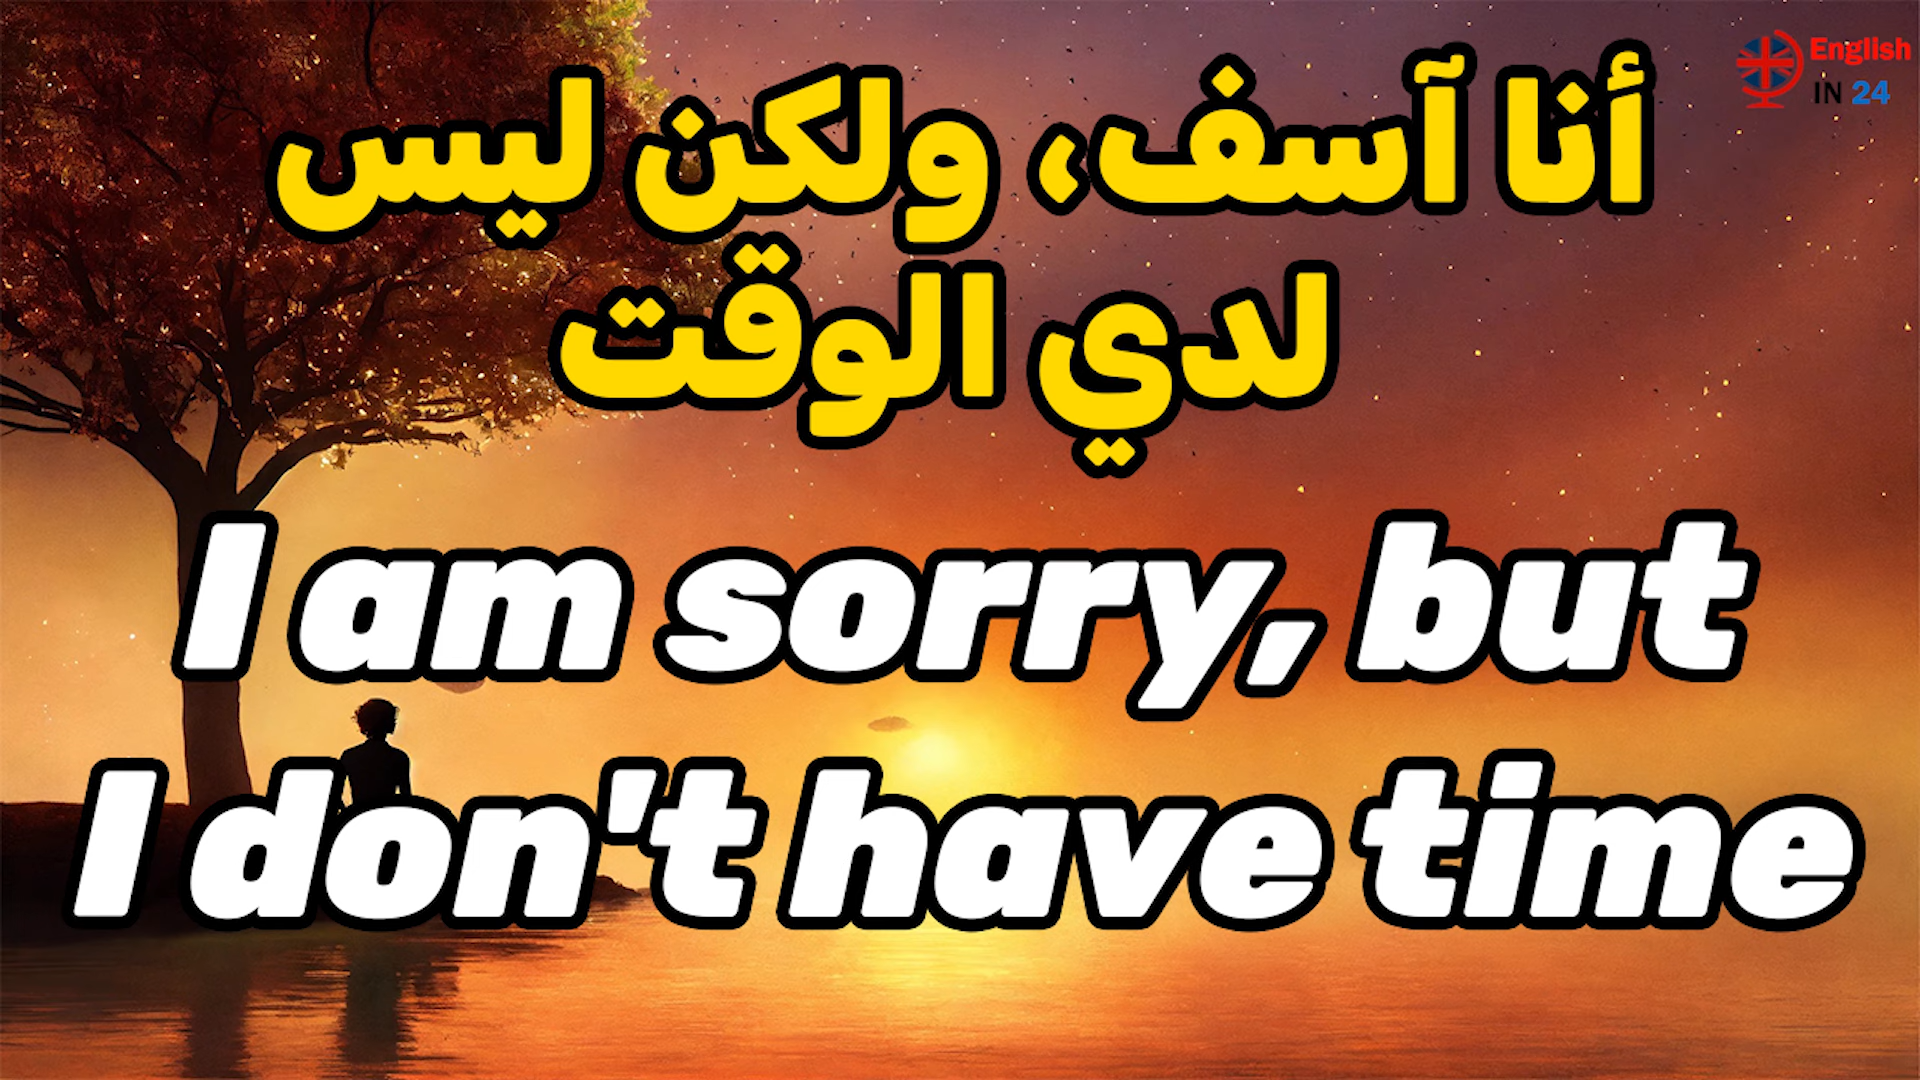 English
IN 24
أنا آسف، ولكن ليس
لدي الوقت
I am sorry, but
I don't have time